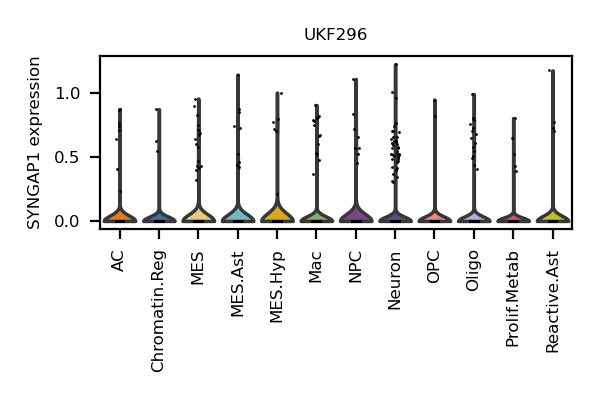 UKF296
SYNGAP1 expression
1.0
0.5
0.0
AC
Chromatin.Reg
MES
MES.Ast
MES.Hyp
Mac
NPC
Neuron
OPC
Oligo
Prolif.Metab
Reactive.Ast